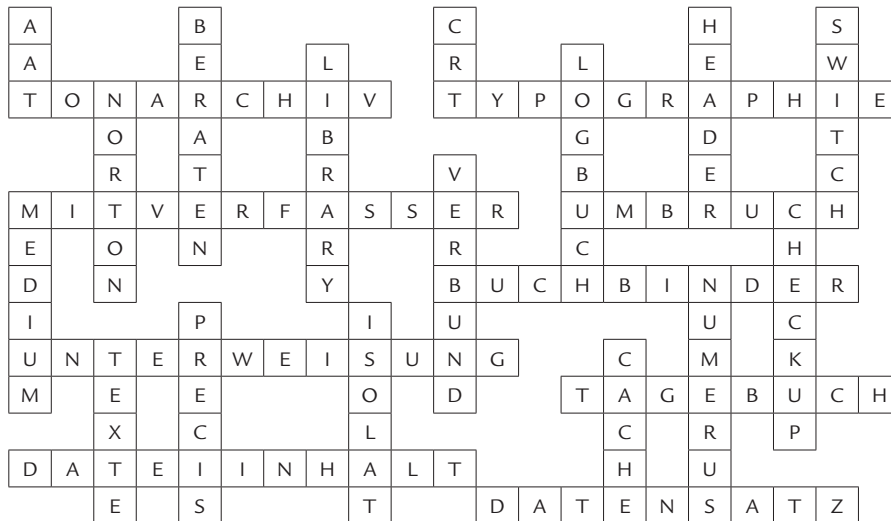 A B C H S
A E L R L E W
T O N A R C H I V T Y P O G R A P H I E
O A B G D T
R T R V B E C
M I T V E R F A S S E R U M B R U C H
E O N R R C H
D N Y B U C H B I N D E R
I P I U U C
U N T E R W E I S U N G C M K
M E E O D T A G E B U C H
X C L C R P
D A T E I I N H A L T H U
E S T D A T E N S A T Z